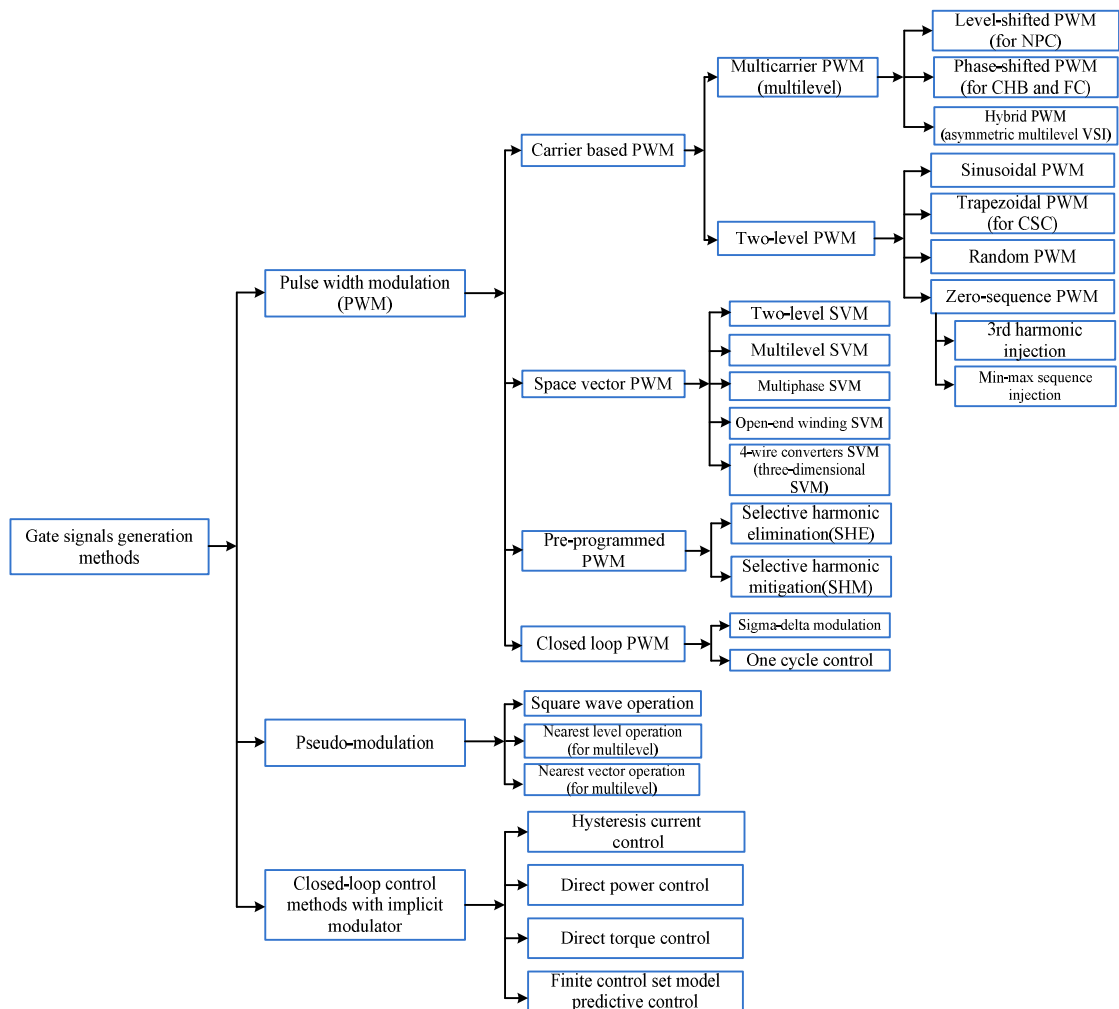 Gate signals generation
methods
Pulse width modulation
(PWM)
Carrier based PWM
Multicarrier PWM
(multilevel)
Level-shifted PWM
(for NPC)
Phase-shifted PWM
(for CHB and FC)
Hybrid PWM
(asymmetric multilevel VSI)
Two-level PWM
Sinusoidal PWM
Trapezoidal PWM
(for CSC)
Random PWM
Zero-sequence PWM
3rd harmonic
injection
Min-max sequence
injection
Space vector PWM
Two-level SVM
Multilevel SVM
Multiphase SVM
Open-end winding SVM
4-wire converters SVM
(three-dimensional
SVM)
Pre-programmed
PWM
Selective harmonic
elimination(SHE)
Selective harmonic
mitigation(SHM)
Closed loop PWM
Sigma-delta modulation
One cycle control
Pseudo-modulation
Square wave operation
Nearest level operation
(for multilevel)
Nearest vector operation
(for multilevel)
Closed-loop control
methods with implicit
modulator
Hysteresis current
control
Direct power control
Direct torque control
Finite control set model
predictive control